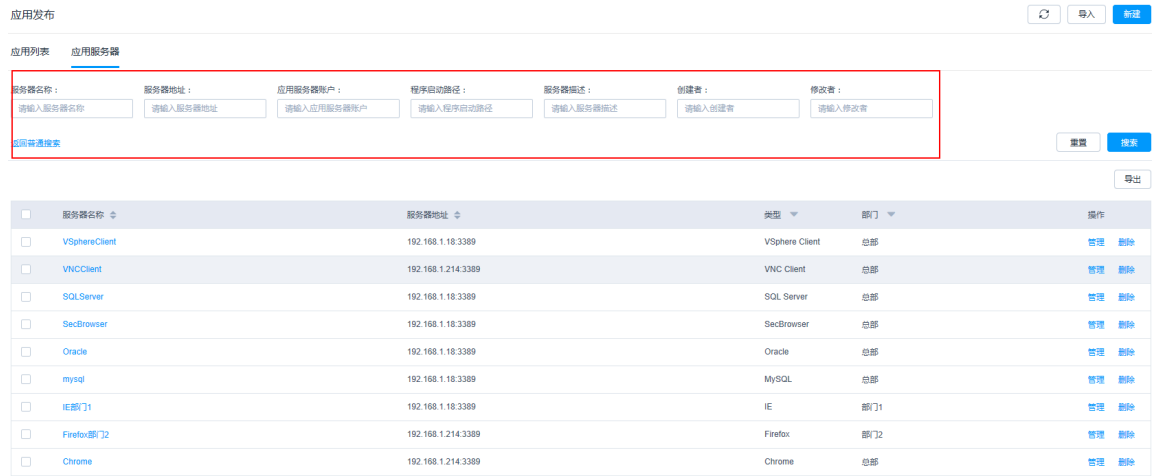 应用发布 导入 新建
应用列表 应用服务器
服务器名称： 服务器地址： 应用服务器账户： 程序启动路径： 服务器描述： 创建者： 修改者：
请输入服务器名称 请输入服务器地址 请输入应用服务器账户 请输入程序启动路径 请输入服务器描述 请输入创建者 请输入修改者
返回普通搜索 重置 搜索
导出
服务器名称 服务器地址 类型 部门 操作
VSphereClient 192.168.1.18:3389 VSphere Client 总部 管理 删除
VNCClient 192.168.1.214:3389 VNC Client 总部 管理 删除
SQLServer 192.168.1.18:3389 SQL Server 总部 管理 删除
SecBrowser 192.168.1.18:3389 SecBrowser 总部 管理 删除
Oracle 192.168.1.18:3389 Oracle 总部 管理 删除
mysql 192.168.1.18:3389 MySQL 总部 管理 删除
IE部门1 192.168.1.18:3389 IE 部门1 管理 删除
Firefox部门2 192.168.1.214:3389 Firefox 部门2 管理 删除
Chrome 192.168.1.214:3389 Chrome 总部 管理 删除